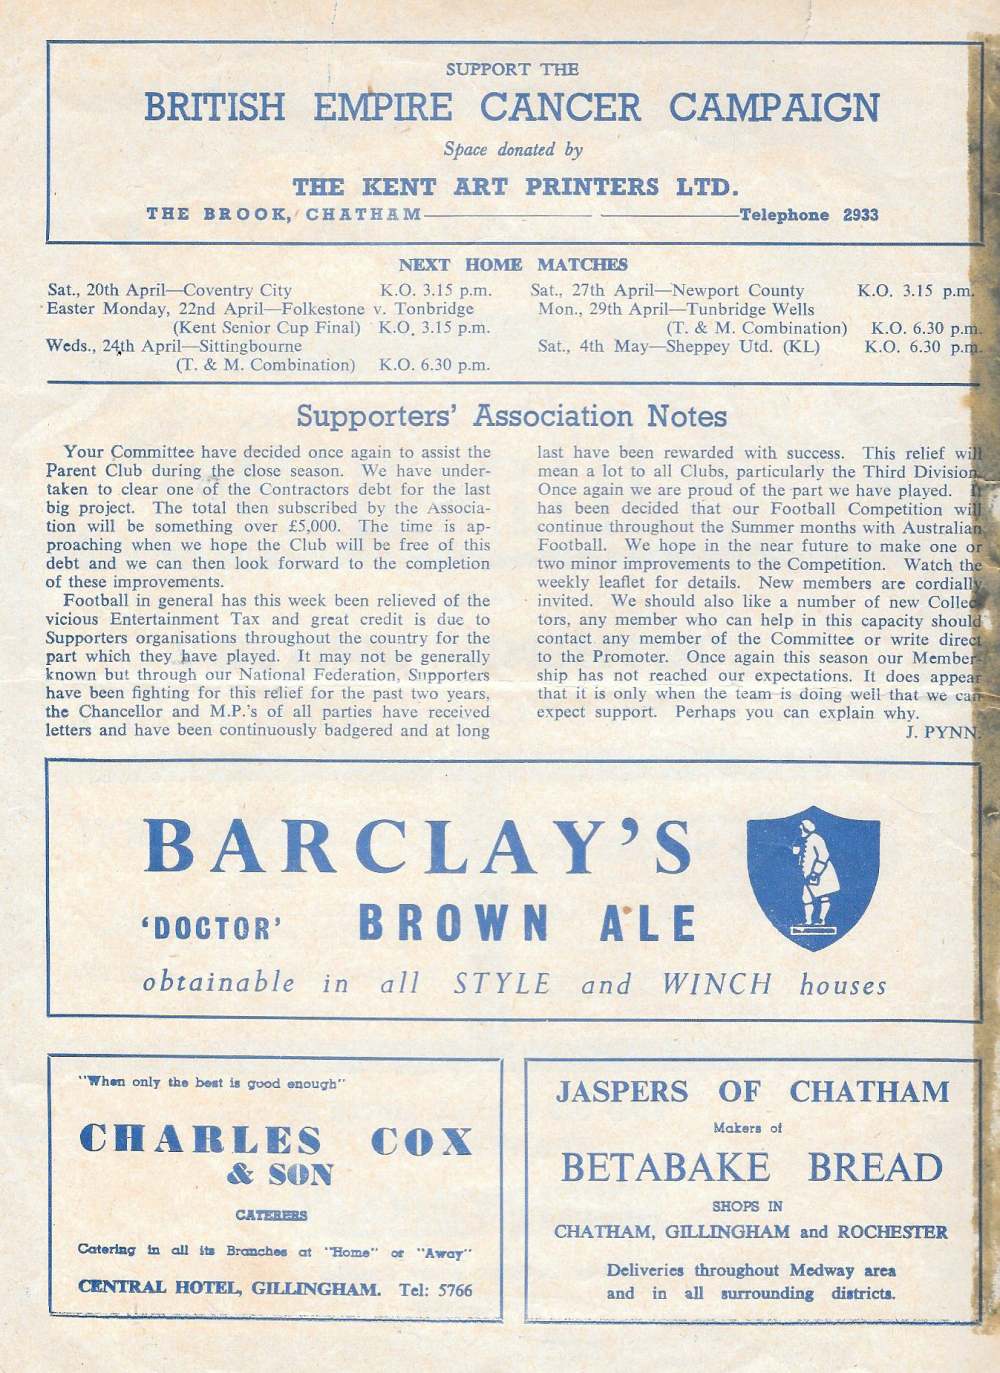 SUPPORT THE
BRITISH EMPIRE CANCER CAMPAIGN
Space donated by
THE KENT ART PRINTERS LTD.
THE BROOK, CHATHAM Telephone 2933
NEXT HOME MATCHES
Sat., 20th April—Coventry City K.O. 3.15 p.m.
Easter Monday, 22nd April—Folkestone v. Tonbridge
(Kent Senior Cup Final) K.O. 3.15 p.m.
Weds., 24th April—Sittingbourne
(T. & M. Combination) K.O. 6.30 p.m.
Sat., 27th April—Newport County K.O. 3.15 p.m.
Mon., 29th April—Tunbridge Wells
(T. & M. Combination) K.O. 6.30 p.m.
Sat., 4th May—Sheppey Utd. (KL) K.O. 6.30 p.m.
Supporters' Association Notes
Your Committee have decided once again to assist the
Parent Club during the close season. We have under-
taken to clear one of the Contractors debt for the last
big project. The total then subscribed by the Associa-
tion will be something over £5,000. The time is ap-
proaching when we hope the Club will be free of this
debt and we can then look forward to the completion
of these improvements.
Football in general has this week been relieved of the
vicious Entertainment Tax and great credit is due to
Supporters organisations throughout the country for the
part which they have played. It may not be generally
known but through our National Federation, Supporters
have been fighting for this relief for the past two years,
the Chancellor and M.P.'s of all parties have received
letters and have been continuously badgered and at long
last have been rewarded with success. This relief will
mean a lot to all Clubs, particularly the Third Division.
Once again we are proud of the part we have played. It
has been decided that our Football Competition will
continue throughout the Summer months with Australian
Football. We hope in the near future to make one or
two minor improvements to the Competition. Watch the
weekly leaflet for details. New members are cordially
invited. We should also like a number of new Collec-
tors, any member who can help in this capacity should
contact any member of the Committee or write direct
to the Promoter. Once again this season our Member-
ship has not reached our expectations. It does appear
that it is only when the team is doing well that we can
expect support. Perhaps you can explain why.
J. PYNN.
BARCLAY'S
'DOCTOR' BROWN ALE
obtainable in all STYLE and WINCH houses
"When only the best is good enough"
CHARLES COX
& SON
CATERERS
Catering in all its Branches at "Home" or "Away"
CENTRAL HOTEL, GILLINGHAM. Tel: 5766
JASPERS OF CHATHAM
Makers of
BETABAKE BREAD
SHOPS IN
CHATHAM, GILLINGHAM and ROCHESTER
Deliveries throughout Medway area
and in all surrounding districts.